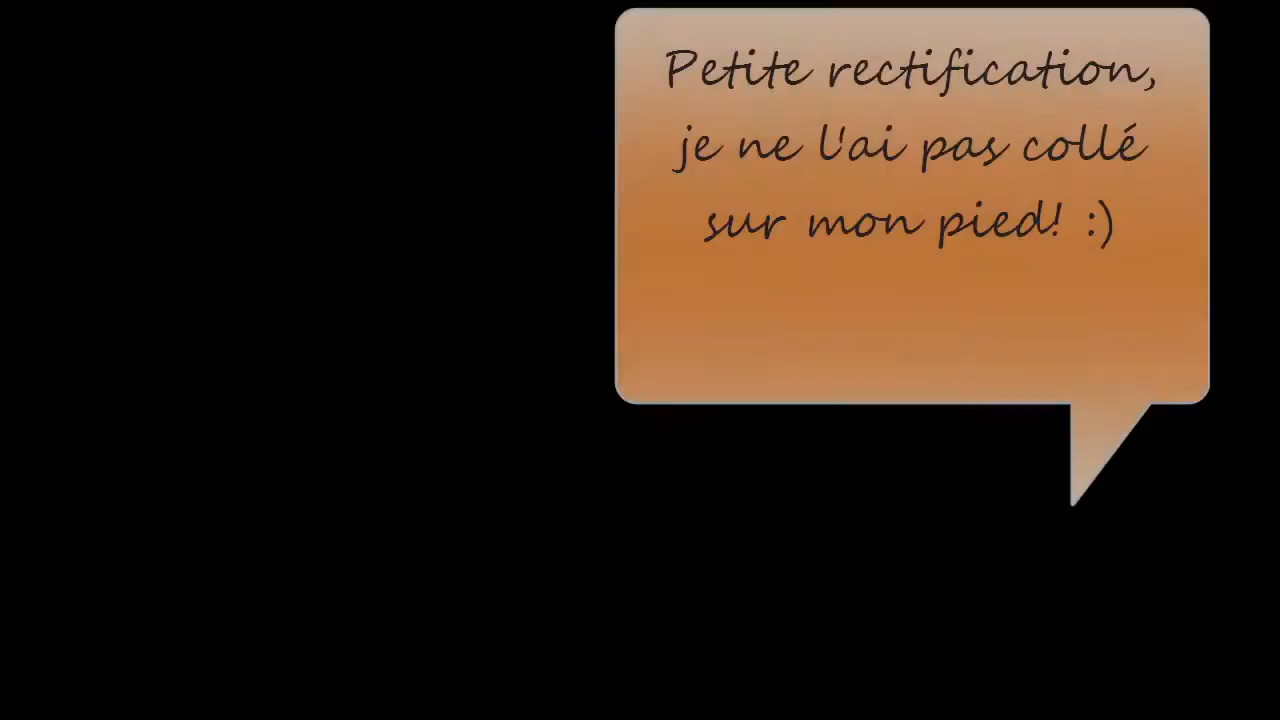 Petite rectification,
je ne l'ai pas collé
sur mon pied! :)